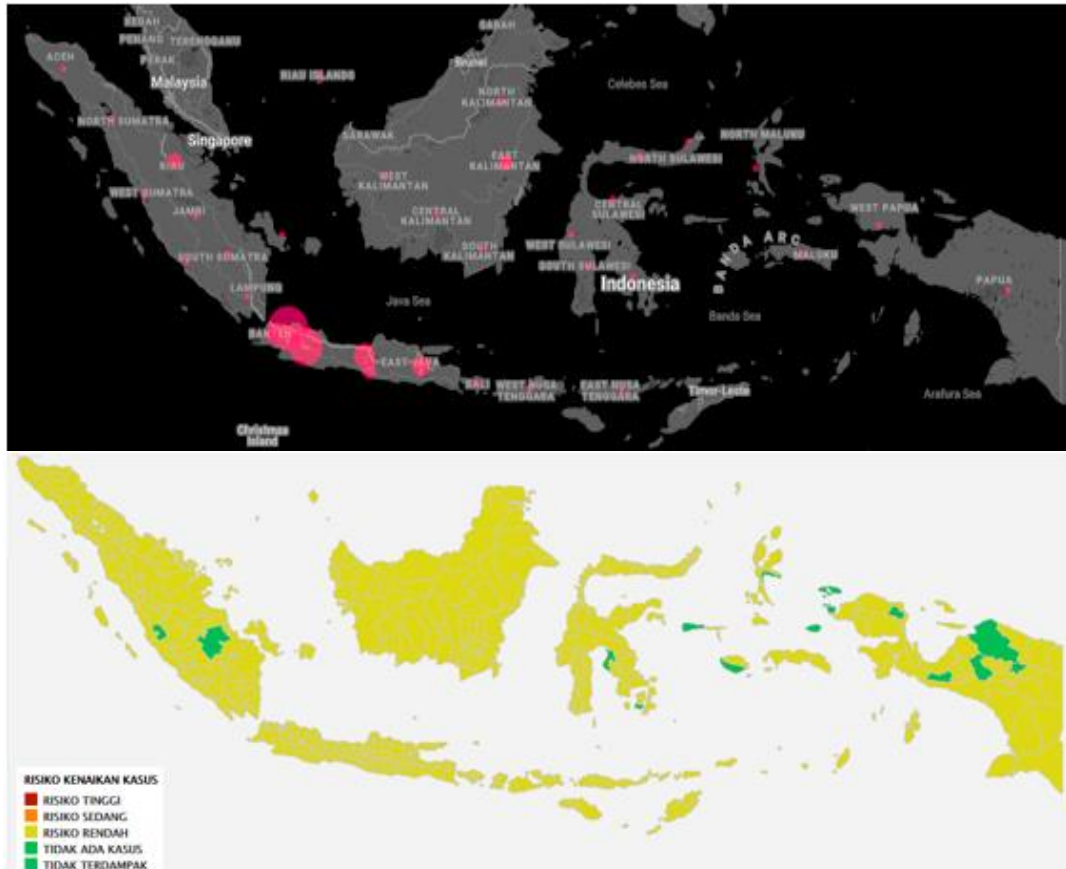 KEDAH
SABAH
PENANG
TERENGGANU
ACEH
PERAK
Brunei
Malaysia
RIAU ISLANDS
Celebes Sea
NORTH
KALIMANTAN
NORTH SUMATRA
SARAWAK
NORTH MALUKU
Singapore
RIAU
EAST
KALIMANTAN
NORTH SULAWESI
WEST
KALIMANTAN
WEST SUMATRA
JAMBI
CENTRAL
KALIMANTAN
CENTRAL
SULAWESI
WEST PAPUA
BANDA ARC
SOUTH SUMATRA
SOUTH
KALIMANTAN
WEST SULAWESI
SOUTH SULAWESI
MALUKU
LAMPUNG
Indonesia
PAPUA
Java Sea
Banda Sea
EAST JAVA
BALI
WEST NUSA
TENGGARA
EAST NUSA
TENGGARA
Timor-Leste
Arafura Sea
Christmas
Island
RISIKO KENAIKAN KASUS
RISIKO TINGGI
RISIKO SEDANG
RISIKO RENDAH
TIDAK ADA KASUS
TIDAK TERDAMPAK